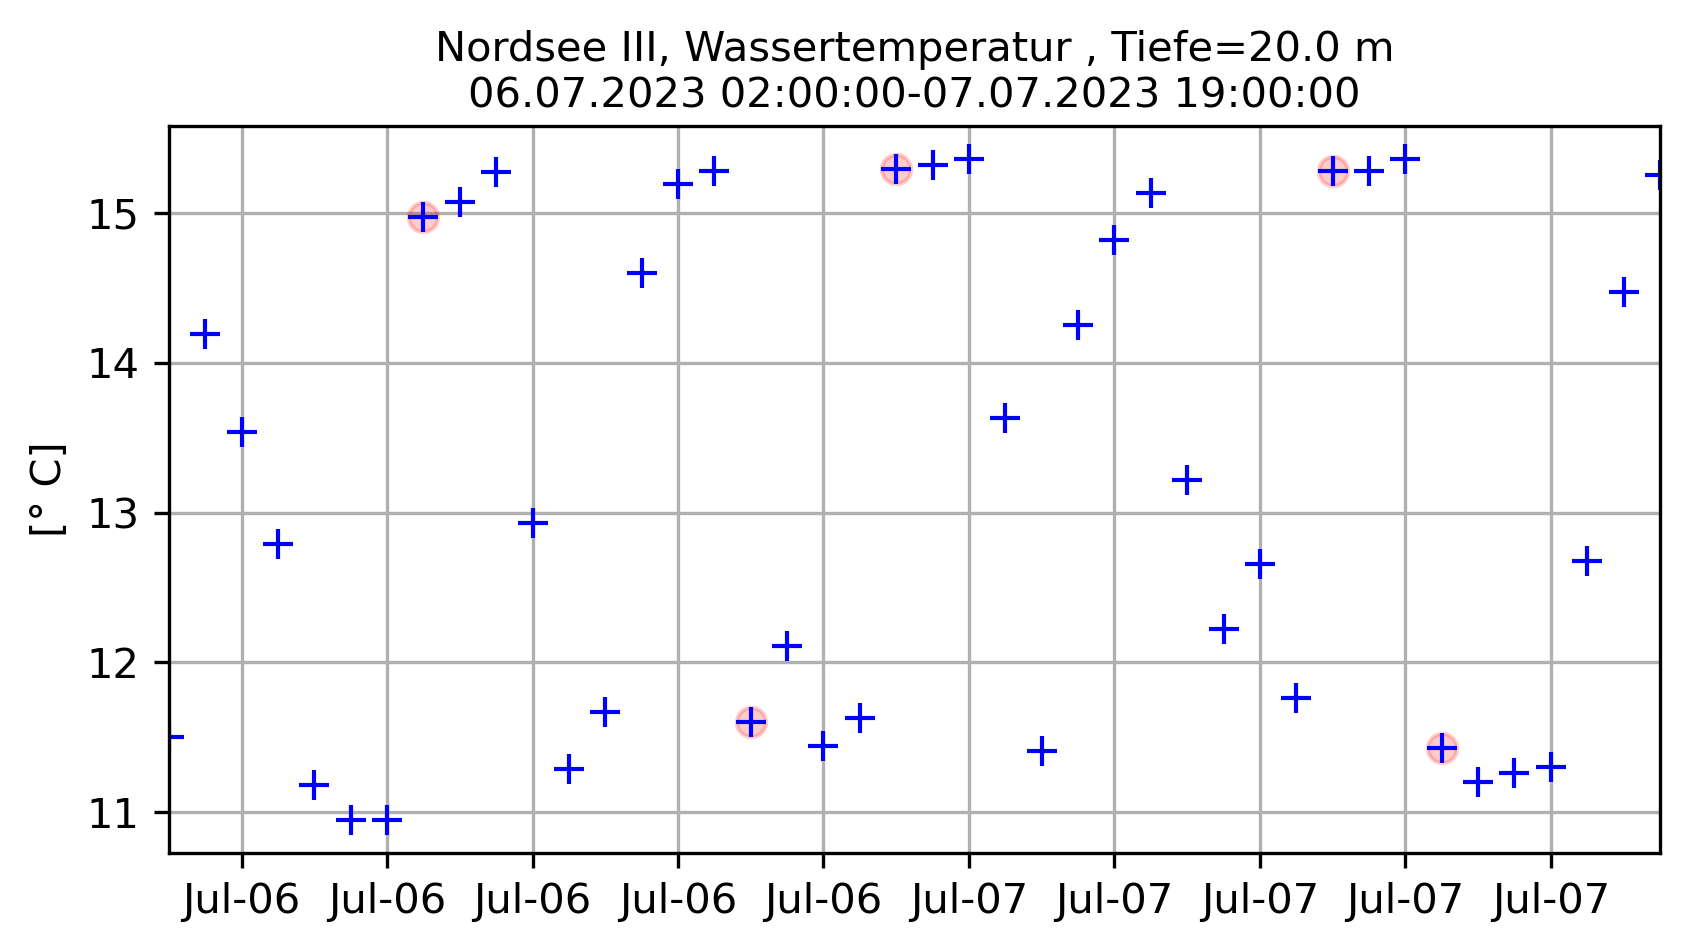 Nordsee III, Wassertemperatur , Tiefe=20.0 m
06.07.2023 02:00:00-07.07.2023 19:00:00
[° C]
15
14
13
12
11
Jul-06 Jul-06 Jul-06 Jul-06 Jul-06 Jul-07 Jul-07 Jul-07 Jul-07 Jul-07